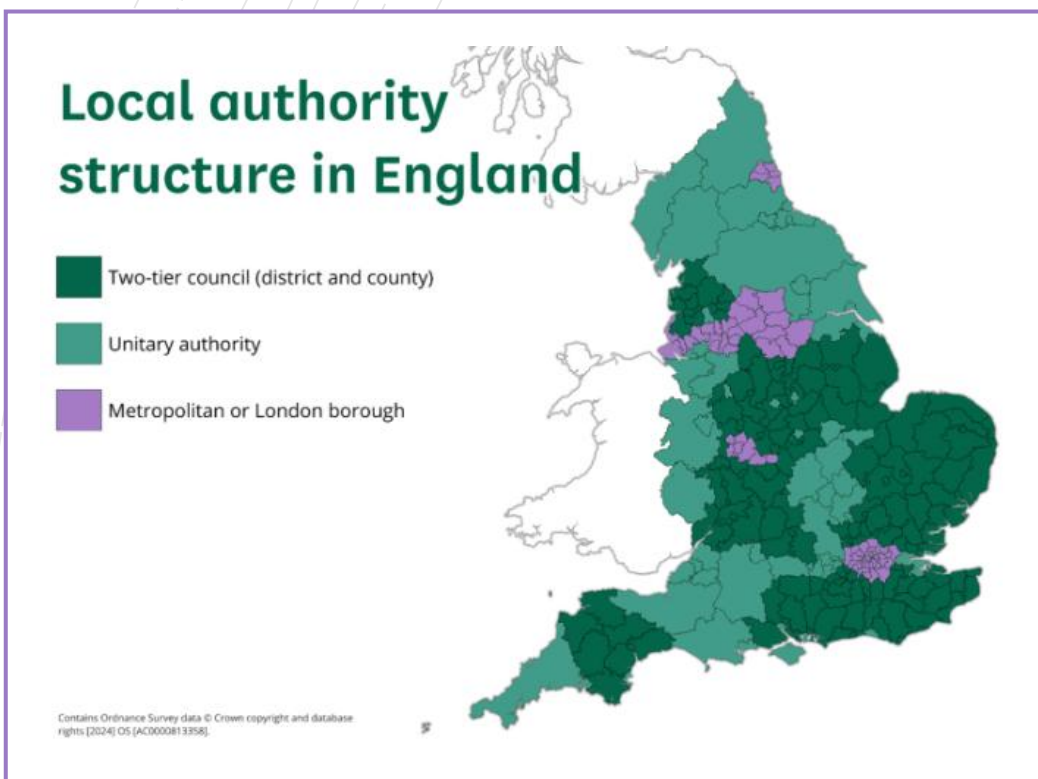 Local authority
structure in England
Two-tier council (district and county)
Unitary authority
Metropolitan or London borough
Contains Ordnance Survey data © Crown copyright and database
rights [2024] OS [AC0000813358].